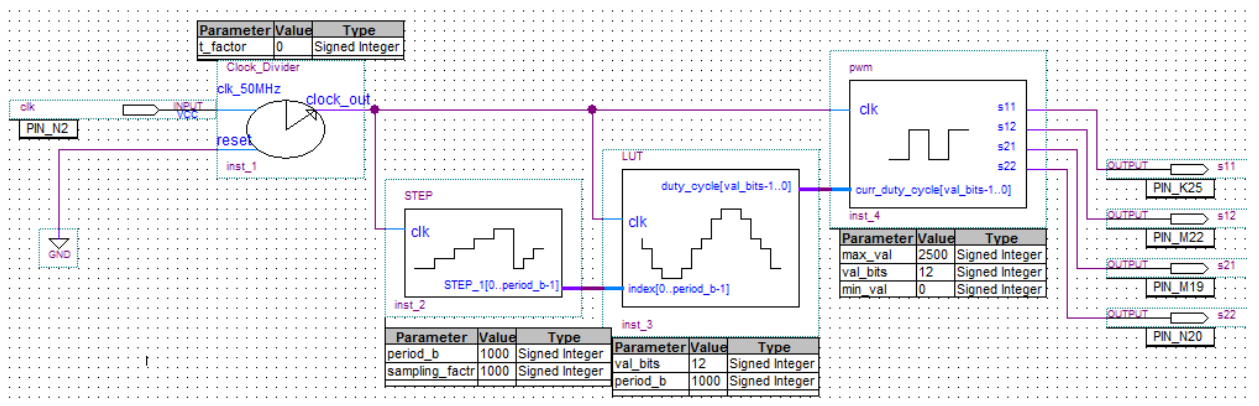 Parameter Value Type
t_factor 0 Signed Integer
Clock_Divider
clk_50MHz
clock_out
reset
inst_1
clk
INPUT
VCC
PIN_N2
GND
STEP
clk
STEP_1[0..period_b-1]
inst_2
Parameter Value Type
period_b 1000 Signed Integer
sampling_factr 1000 Signed Integer
LUT
duty_cycle[val_bits-1..0]
clk
index[0..period_b-1]
inst_3
Parameter Value Type
val_bits 12 Signed Integer
period_b 1000 Signed Integer
pwm
clk
s11
s12
s21
s22
curr_duty_cycle[val_bits-1..0]
inst_4
Parameter Value Type
max_val 2500 Signed Integer
val_bits 12 Signed Integer
min_val 0 Signed Integer
OUTPUT s11
PIN_K25
OUTPUT s12
PIN_M22
OUTPUT s21
PIN_M19
OUTPUT s22
PIN_N20